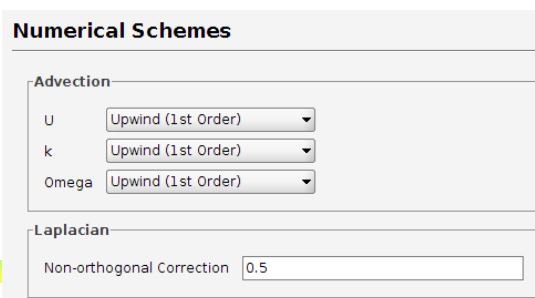 Numerical Schemes
Advection
U Upwind (1st Order)
k Upwind (1st Order)
Omega Upwind (1st Order)
Laplacian
Non-orthogonal Correction 0.5